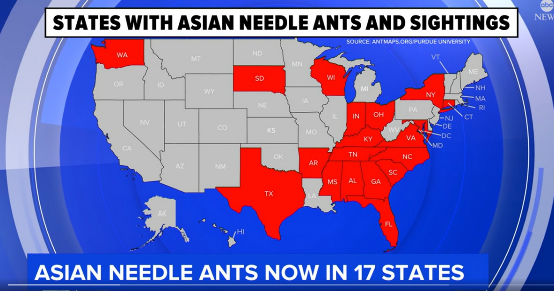 STATES WITH ASIAN NEEDLE ANTS AND SIGHTINGS
abc
NEWS
SOURCE: ANTMAPS.ORG/PURDUE UNIVERSITY
WA
MT
ND
MN
VT
ME
OR
ID
SD
WI
MI
NY
NH
MA
RI
CT
WY
NE
IA
IN
OH
PA
NJ
DE
DC
MD
NV
UT
CO
KS
MO
KY
VA
CA
AZ
NM
OK
AR
TN
NC
SC
TX
MS
AL
GA
FL
AK
HI
ASIAN NEEDLE ANTS NOW IN 17 STATES